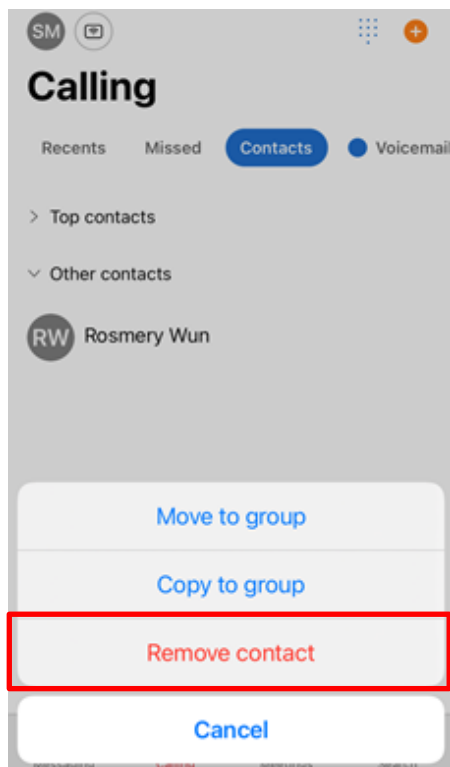 SM
Calling
Recents Missed Contacts Voicemail
Top contacts
Other contacts
RW Rosmery Wun
Move to group
Copy to group
Remove contact
Cancel